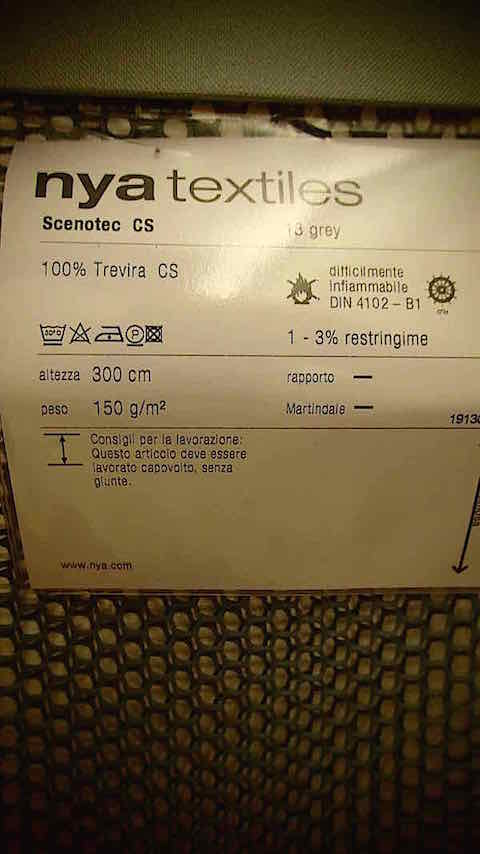 nya textiles
Scenotec CS
13 grey
100% Trevira CS
difficilmente
infiammabile
DIN 4102 - B1
1 - 3% restringime
altezza 300 cm
rapporto —
peso 150 g/m²
Martindale —
1913
Consigli per la lavorazione:
Questo articolo deve essere
lavorato capovolto, senza
giunte.
www.nya.com